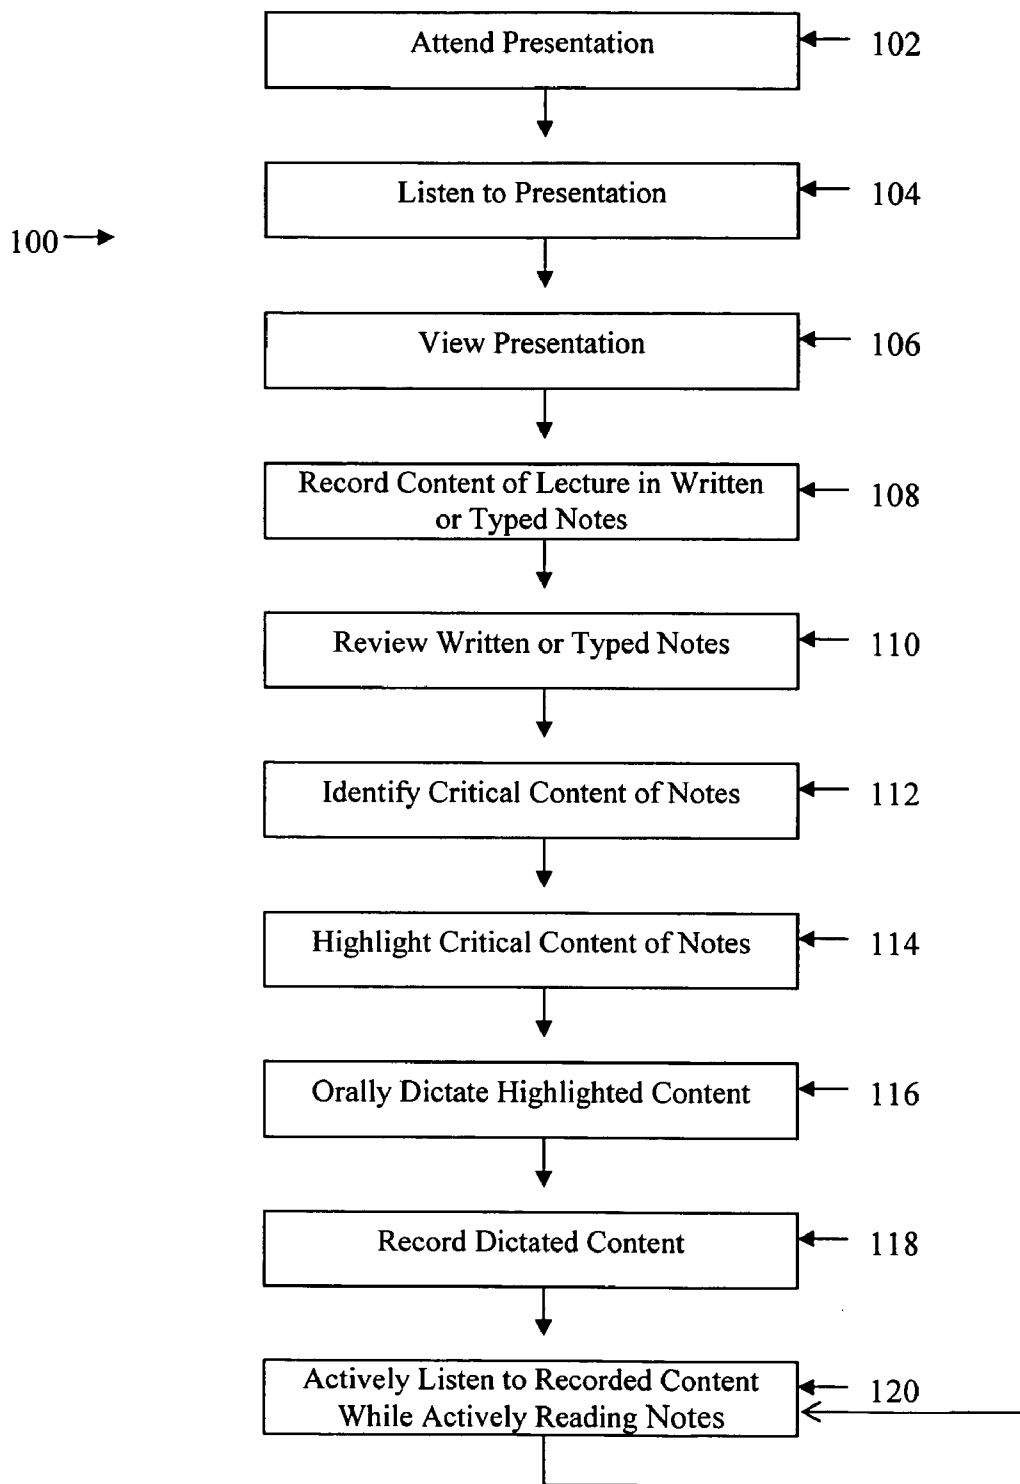 Attend Presentation
102
Listen to Presentation
104
100
View Presentation
106
Record Content of Lecture in Written
or Typed Notes
108
Review Written or Typed Notes
110
Identify Critical Content of Notes
112
Highlight Critical Content of Notes
114
Orally Dictate Highlighted Content
116
Record Dictated Content
118
Actively Listen to Recorded Content
While Actively Reading Notes
120